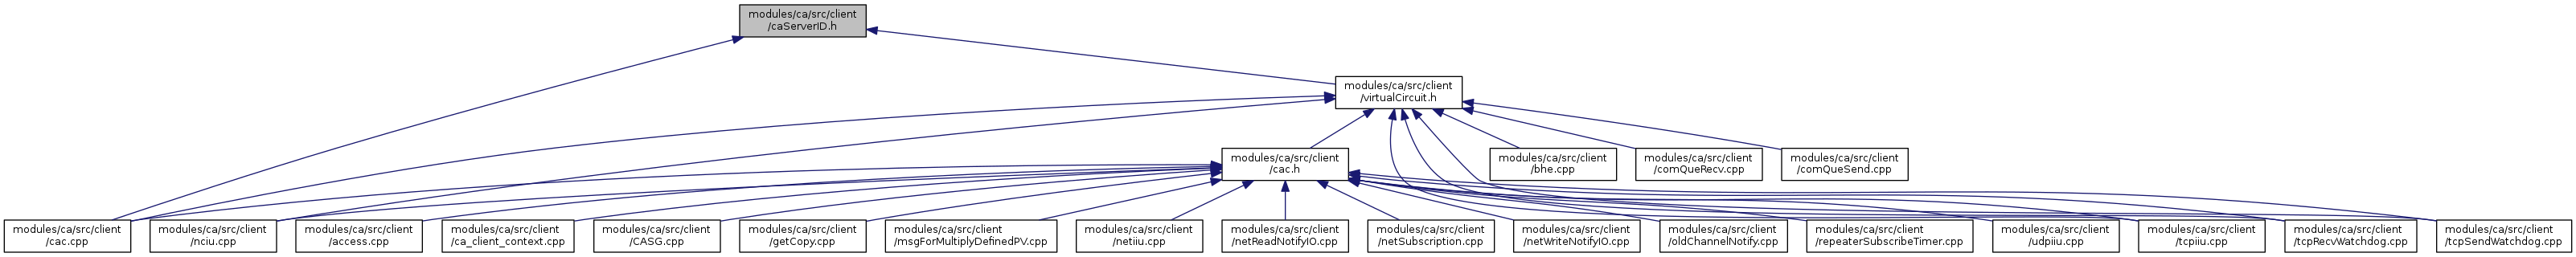 modules/ca/src/client
/caServerID.h
modules/ca/src/client
/virtualCircuit.h
modules/ca/src/client
/cac.h
modules/ca/src/client
/bhe.cpp
modules/ca/src/client
/comQueRecv.cpp
modules/ca/src/client
/comQueSend.cpp
modules/ca/src/client
/cac.cpp
modules/ca/src/client
/nciu.cpp
modules/ca/src/client
/access.cpp
modules/ca/src/client
/ca_client_context.cpp
modules/ca/src/client
/CASG.cpp
modules/ca/src/client
/getCopy.cpp
modules/ca/src/client
/msgForMultiplyDefinedPV.cpp
modules/ca/src/client
/netiiu.cpp
modules/ca/src/client
/netReadNotifyIO.cpp
modules/ca/src/client
/netSubscription.cpp
modules/ca/src/client
/netWriteNotifyIO.cpp
modules/ca/src/client
/oldChannelNotify.cpp
modules/ca/src/client
/repeaterSubscribeTimer.cpp
modules/ca/src/client
/udpiiu.cpp
modules/ca/src/client
/tcpiiu.cpp
modules/ca/src/client
/tcpRecvWatchdog.cpp
modules/ca/src/client
/tcpSendWatchdog.cpp